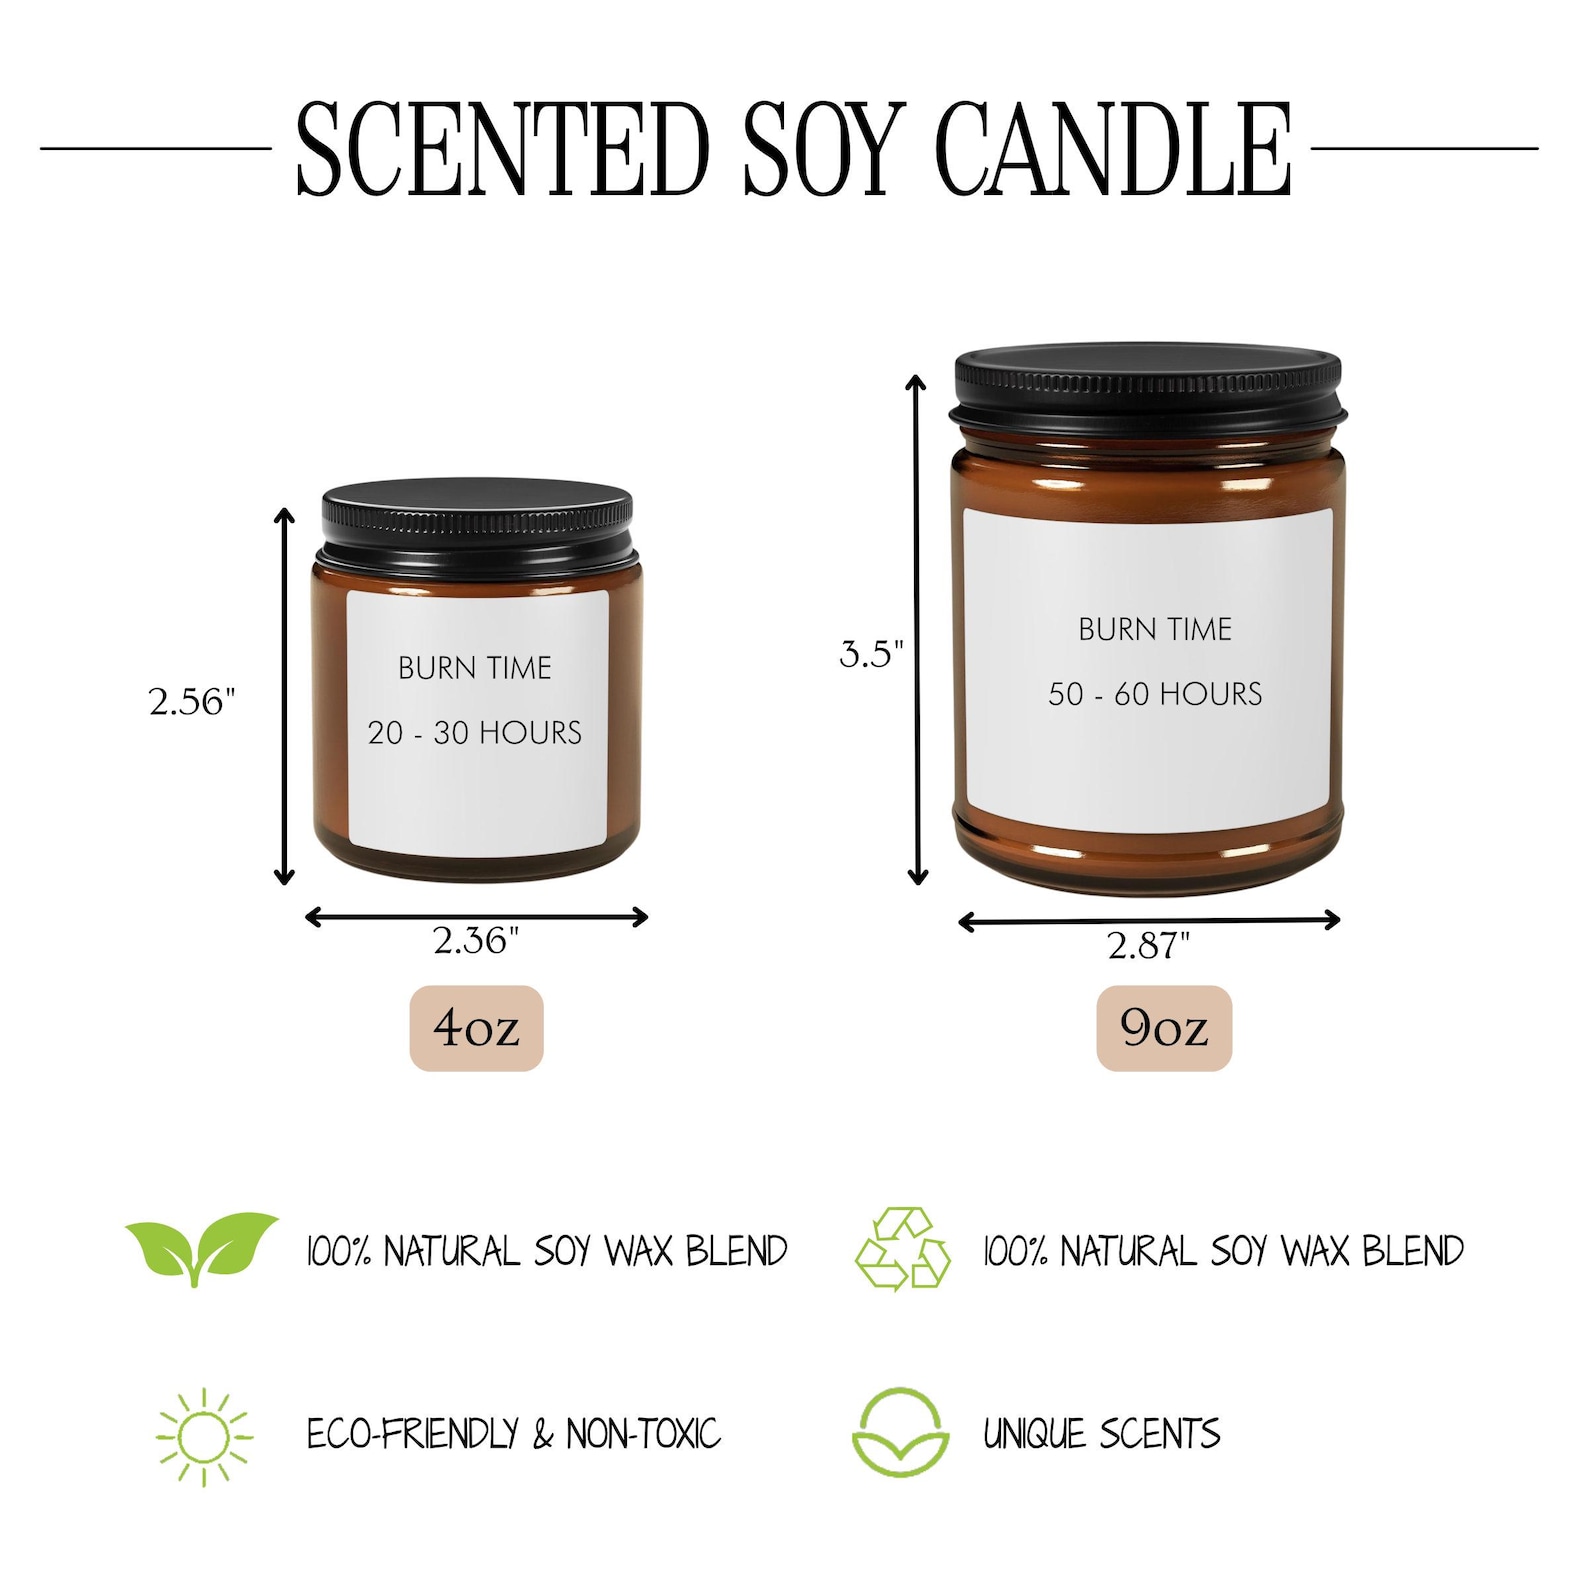 SCENTED SOY CANDLE
BURN TIME
20 - 30 HOURS
2.56"
2.36"
4oz
BURN TIME
50 - 60 HOURS
3.5"
2.87"
9oz
100% NATURAL SOY WAX BLEND
100% NATURAL SOY WAX BLEND
ECO-FRIENDLY & NON-TOXIC
UNIQUE SCENTS